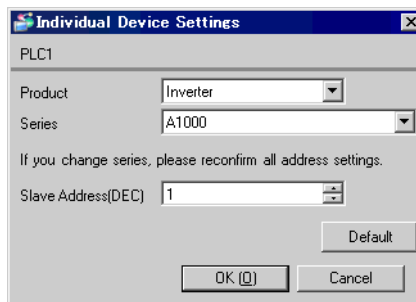 Individual Device Settings
PLC1
Product Inverter
Series A1000
If you change series, please reconfirm all address settings.
Slave Address(DEC) 1
Default
OK (O) Cancel